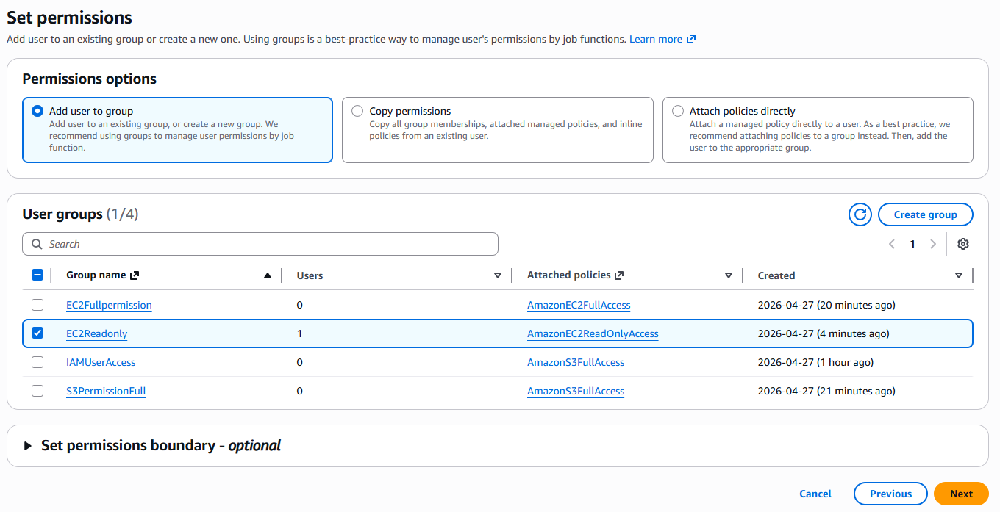 Set permissions
Add user to an existing group or create a new one. Using groups is a best-practice way to manage user's permissions by job functions. Learn more
Permissions options
Add user to group
Add user to an existing group, or create a new group. We
recommend using groups to manage user permissions by job
function.
Copy permissions
Copy all group memberships, attached managed policies, and inline
policies from an existing user.
Attach policies directly
Attach a managed policy directly to a user. As a best practice, we
recommend attaching policies to a group instead. Then, add the
user to the appropriate group.
User groups (1/4)
Create group
Search
1
Group name Users Attached policies Created
EC2Fullpermission 0 AmazonEC2FullAccess 2026-04-27 (20 minutes ago)
EC2Readonly 1 AmazonEC2ReadOnlyAccess 2026-04-27 (4 minutes ago)
IAMUserAccess 0 AmazonS3FullAccess 2026-04-27 (1 hour ago)
S3PermissionFull 0 AmazonS3FullAccess 2026-04-27 (21 minutes ago)
Set permissions boundary - optional
Cancel Previous Next